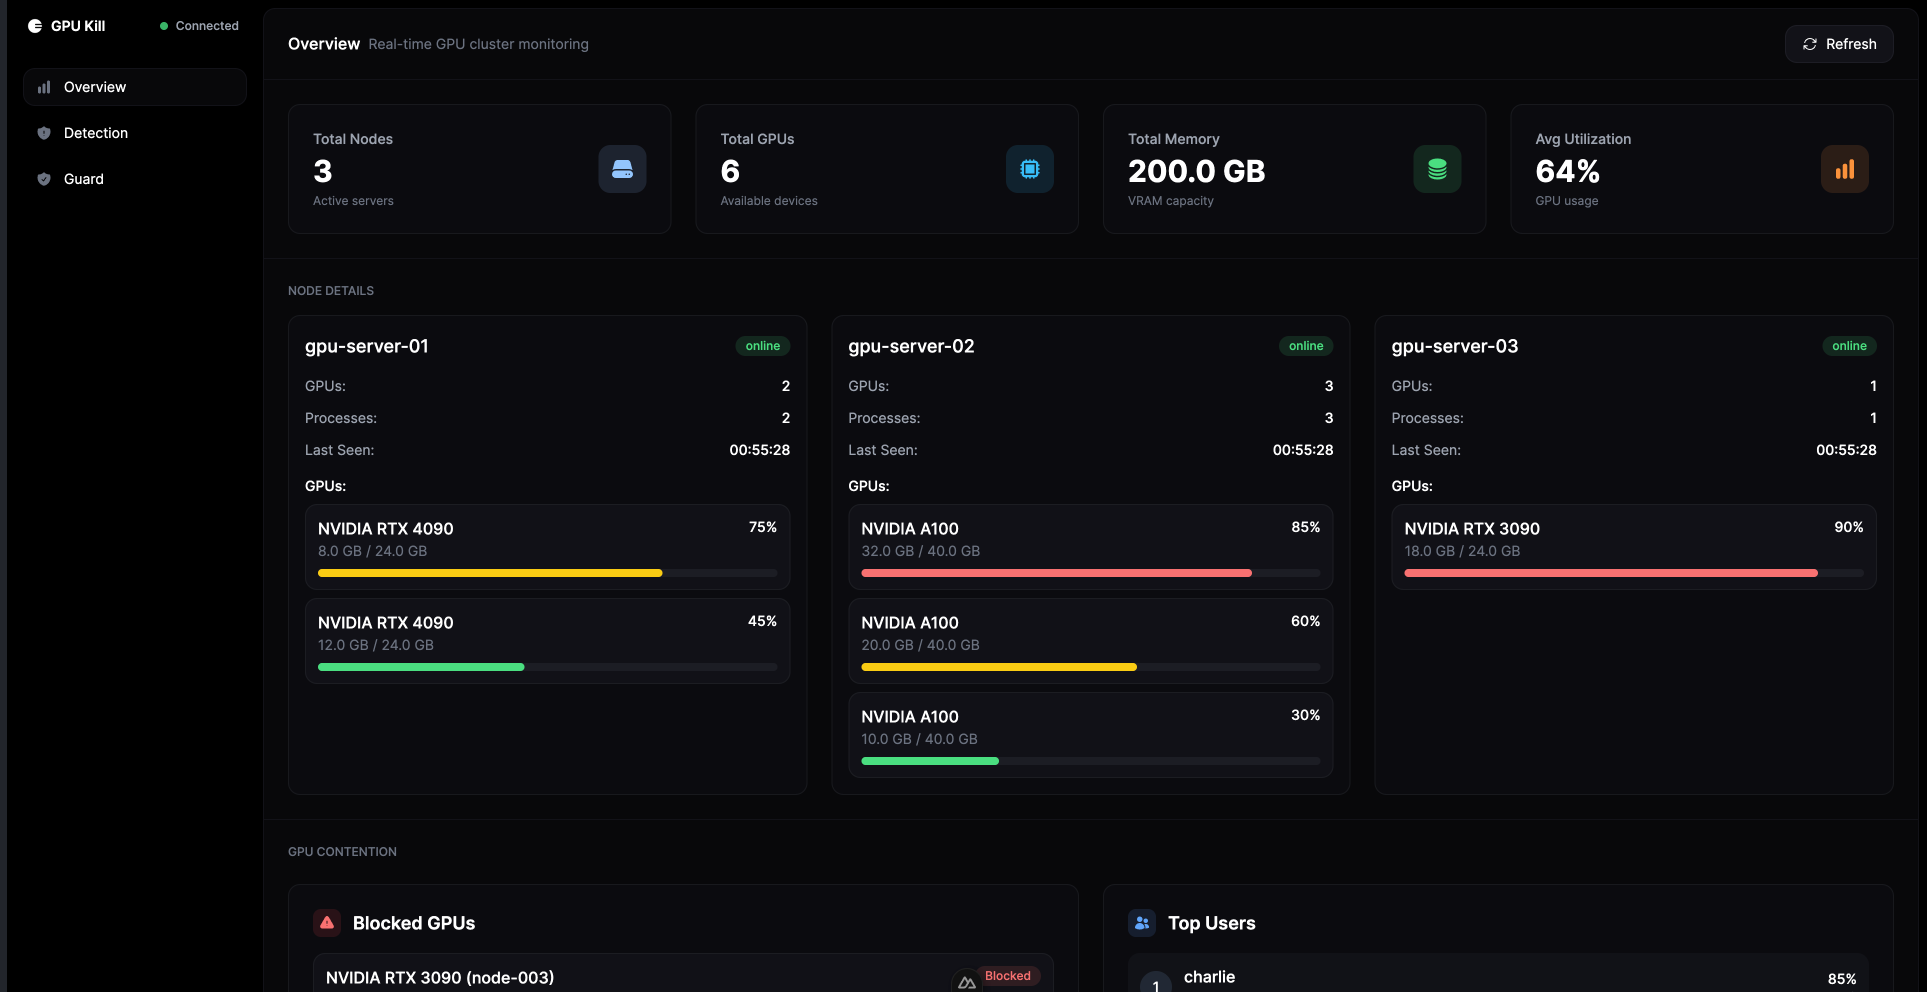 GPU Kill
Connected
Overview
Detection
Guard
Overview Real-time GPU cluster monitoring
Refresh
Total Nodes
3
Active servers
Total GPUs
6
Available devices
Total Memory
200.0 GB
VRAM capacity
Avg Utilization
64%
GPU usage
NODE DETAILS
gpu-server-01 online
GPUs: 2
Processes: 2
Last Seen: 00:55:28
GPUs:
NVIDIA RTX 4090 75%
8.0 GB / 24.0 GB
NVIDIA RTX 4090 45%
12.0 GB / 24.0 GB
gpu-server-02 online
GPUs: 3
Processes: 3
Last Seen: 00:55:28
GPUs:
NVIDIA A100 85%
32.0 GB / 40.0 GB
NVIDIA A100 60%
20.0 GB / 40.0 GB
NVIDIA A100 30%
10.0 GB / 40.0 GB
gpu-server-03 online
GPUs: 1
Processes: 1
Last Seen: 00:55:28
GPUs:
NVIDIA RTX 3090 90%
18.0 GB / 24.0 GB
GPU CONTENTION
Blocked GPUs
NVIDIA RTX 3090 (node-003) Blocked
Top Users
1 charlie 85%